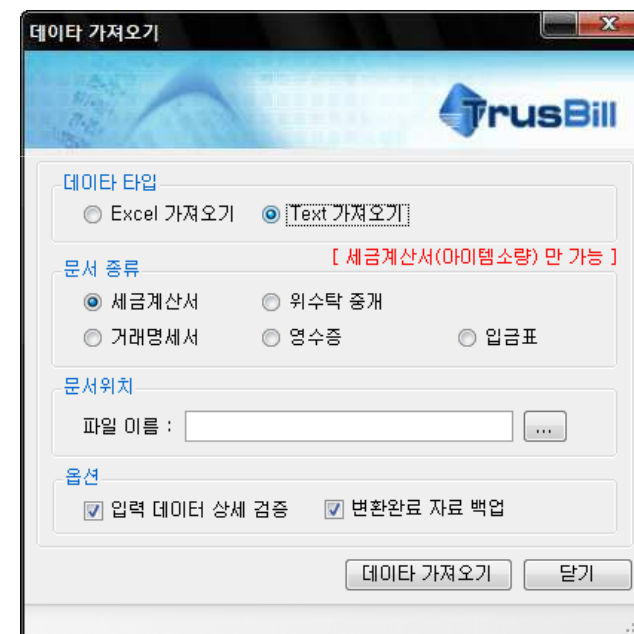 데이타 가져오기
TrusBill
데이타 타입
Excel 가져오기 Text 가져오기
[ 세금계산서(아이템소량) 만 가능 ]
문서 종류
세금계산서 위수탁 중개
거래명세서 영수증 입금표
문서위치
파일 이름 : ...
옵션
입력 데이터 상세 검증 변환완료 자료 백업
데이타 가져오기 닫기